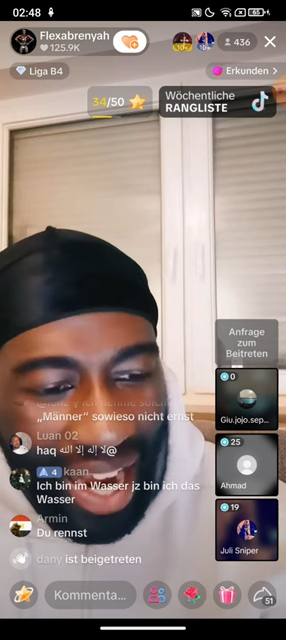 02:48
65
Flexabrenyah
125.9K
436
Liga B4
Erkunden >
34/50
Wöchentliche
RANGLISTE
Anfrage
zum
Beitreten
„Männer“ sowieso nicht ernst
Luan 02
haq لا إله إلا الله@
4 kaan
Ich bin im Wasser jz bin ich das
Wasser
Armin
Du rennst
dany ist beigetreten
0
Giu.jojo.sep...
25
Ahmad
19
Juli Sniper
Kommenta...
51